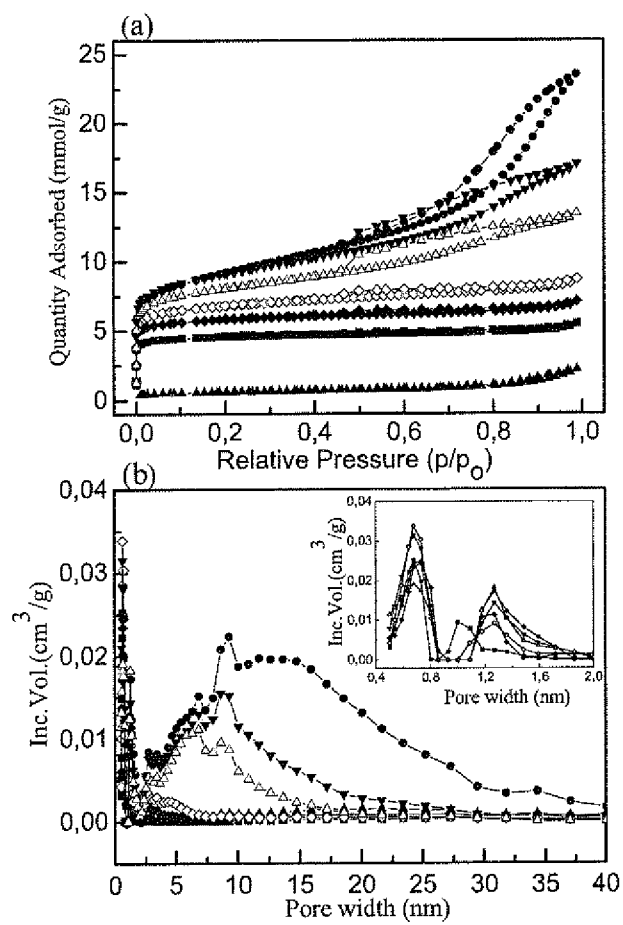 (a)
25
20
15
10
5
0
Quantity Adsorbed (mmol/g)
0,0 0,2 0,4 0,6 0,8 1,0
Relative Pressure (p/po)
(b)
0,04
0,03
0,02
0,01
0,00
Inc.Vol.(cm3/g)
0,04
0,03
0,02
0,01
0,00
Inc.Vol.(cm3/g)
0,4 0,8 1,2 1,6 2,0
Pore width (nm)
0 5 10 15 20 25 30 35 40
Pore width (nm)